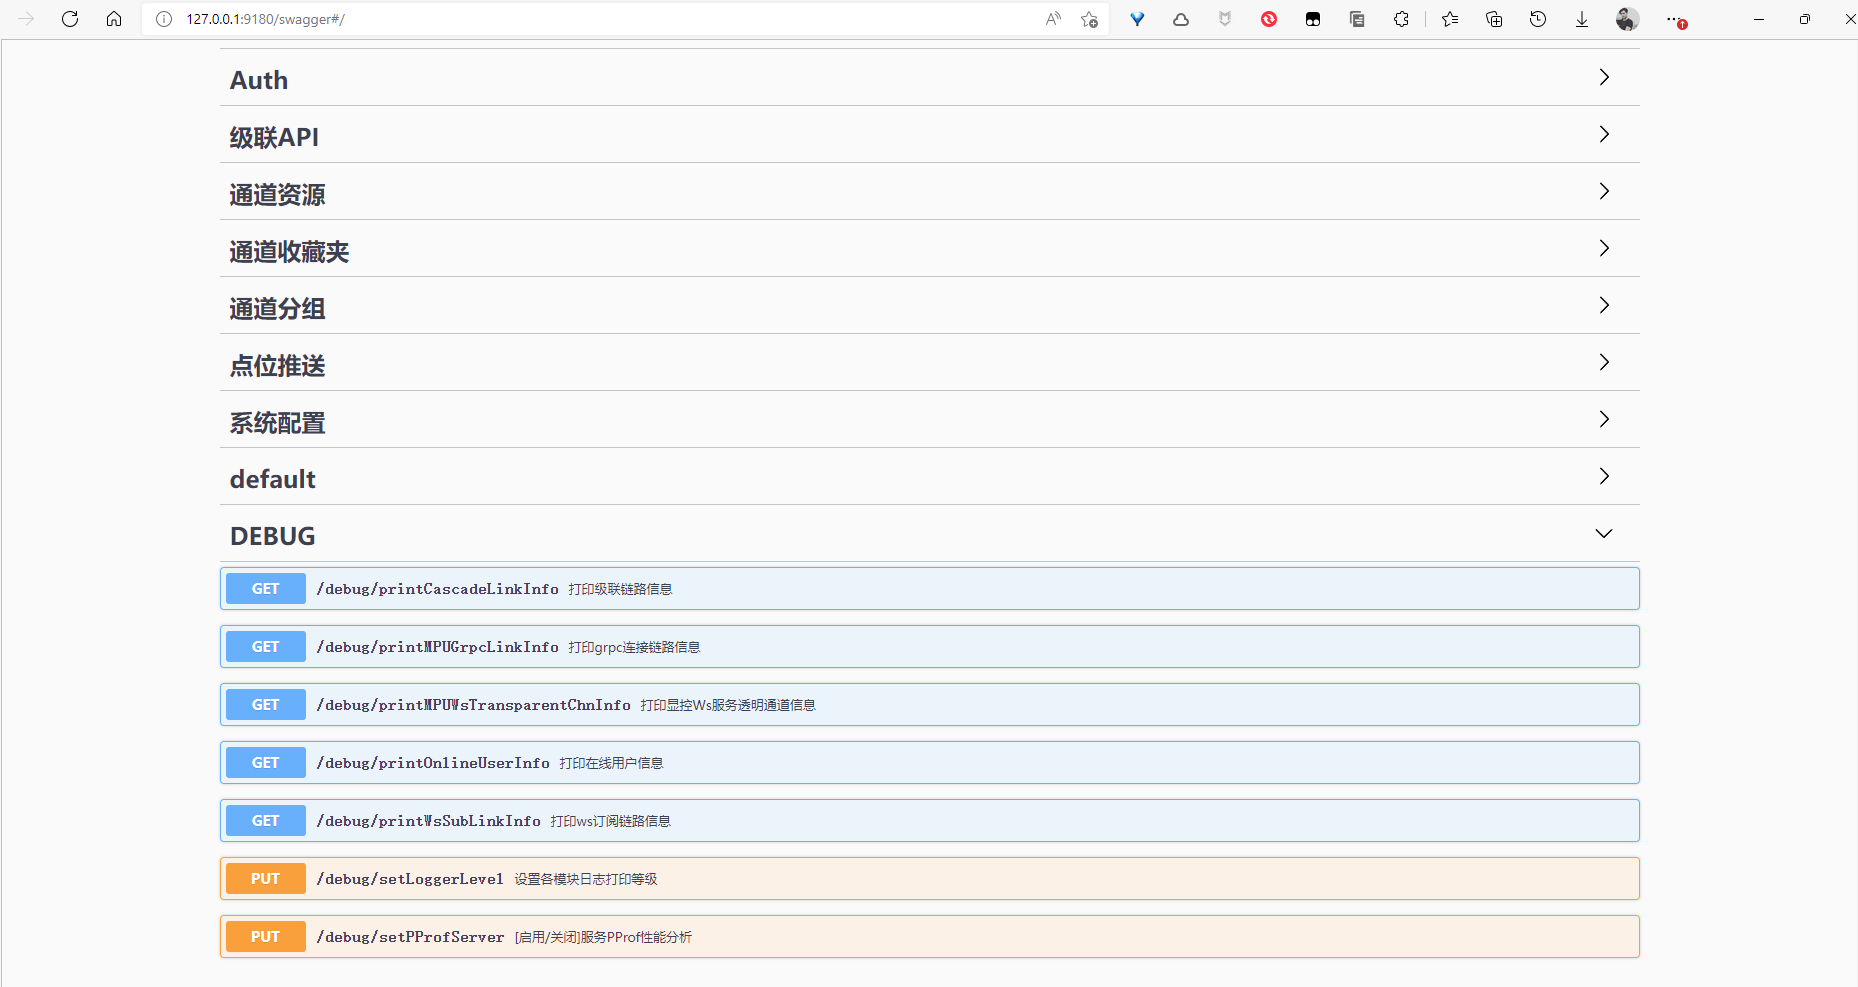 127.0.0.1:9180/swagger#/
Auth
级联API
通道资源
通道收藏夹
通道分组
点位推送
系统配置
default
DEBUG
GET /debug/printCascadeLinkInfo 打印级联链路信息
GET /debug/printMPUGrpcLinkInfo 打印grpc连接链路信息
GET /debug/printMPUWsTransparentChnInfo 打印显控Ws服务透明通道信息
GET /debug/printOnlineUserInfo 打印在线用户信息
GET /debug/printWsSubLinkInfo 打印ws订阅链路信息
PUT /debug/setLoggerLevel 设置各模块日志打印等级
PUT /debug/setPProfServer [启用/关闭]服务PProf性能分析